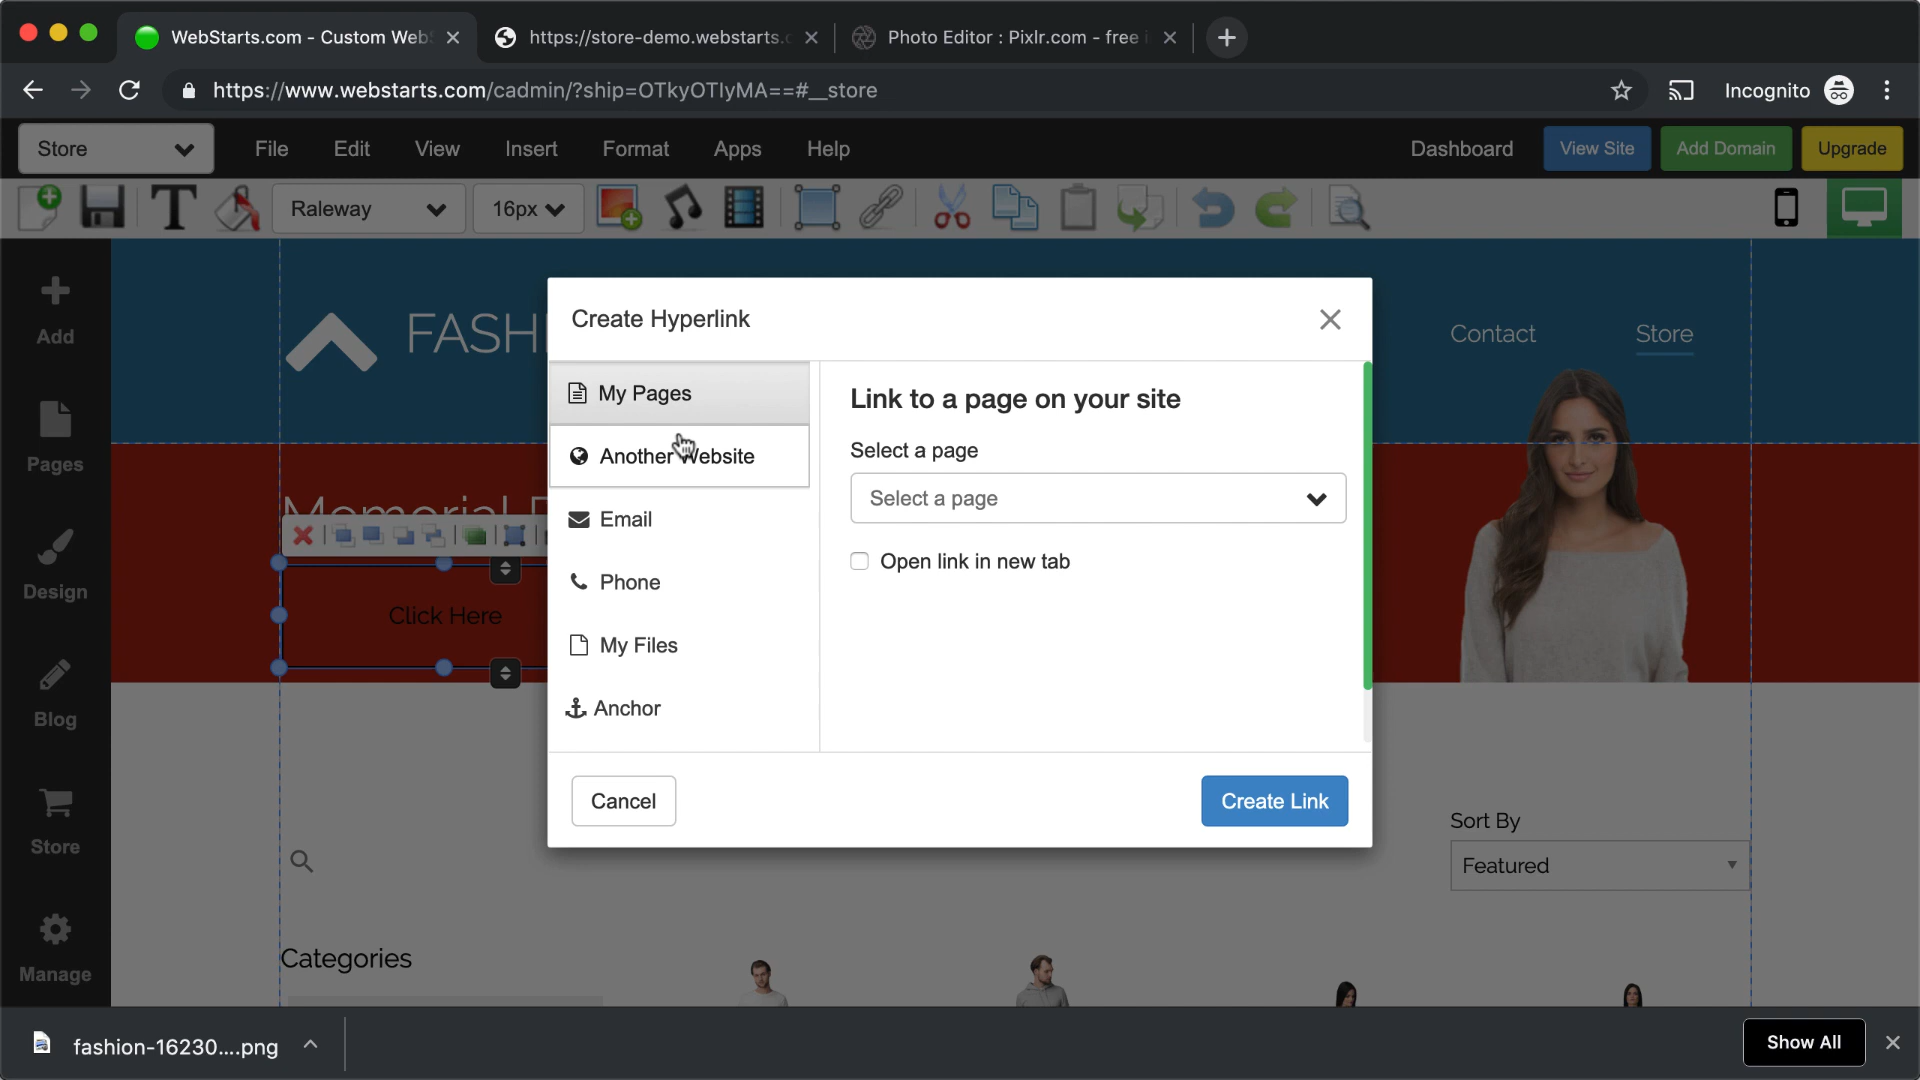 WebStarts.com - Custom Web
https://store-demo.webstarts.
Photo Editor : Pixlr.com - free
https://www.webstarts.com/cadmin/?ship=OTkyOTIyMA==#__store
Incognito
Store
File
Edit
View
Insert
Format
Apps
Help
Dashboard
View Site
Add Domain
Upgrade
Raleway
16px
Add
Pages
Design
Blog
Store
Manage
FASHI
Contact
Store
Create Hyperlink
My Pages
Another Website
Email
Phone
My Files
Anchor
Link to a page on your site
Select a page
Select a page
Open link in new tab
Cancel
Create Link
Memorial
Click Here
Sort By
Featured
Categories
fashion-16230....png
Show All